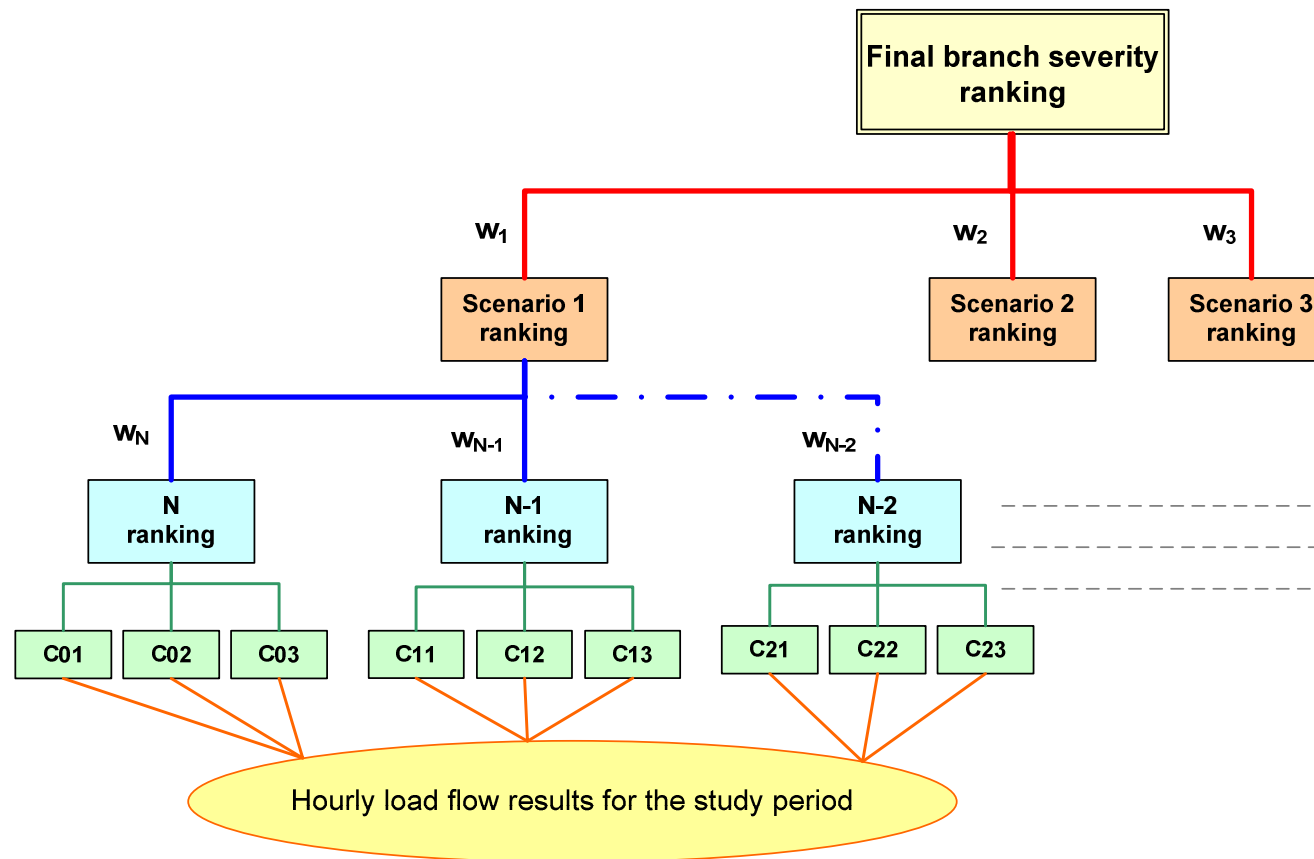 Final branch severity
ranking
w1
w2
w3
Scenario 1
ranking
Scenario 2
ranking
Scenario 3
ranking
wN
wN-1
wN-2
N
ranking
N-1
ranking
N-2
ranking
C01
C02
C03
C11
C12
C13
C21
C22
C23
Hourly load flow results for the study period